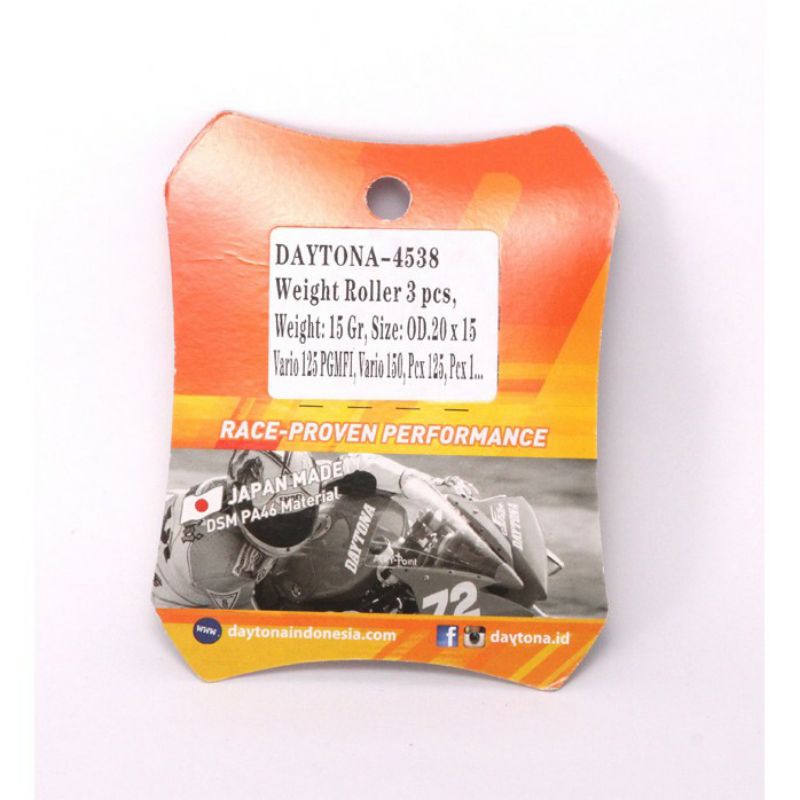 DAYTONA-4538
Weight Roller 3 pcs,
Weight: 15 Gr, Size: OD.20 x 15
Vario 125 PGMFI, Vario 150, Pcx 125, Pcx 1...
RACE-PROVEN PERFORMANCE
JAPAN MADE
DSM PA46 Material
DAYTONA
DAYTONA
72
www. daytonaindonesia.com
f daytona.id